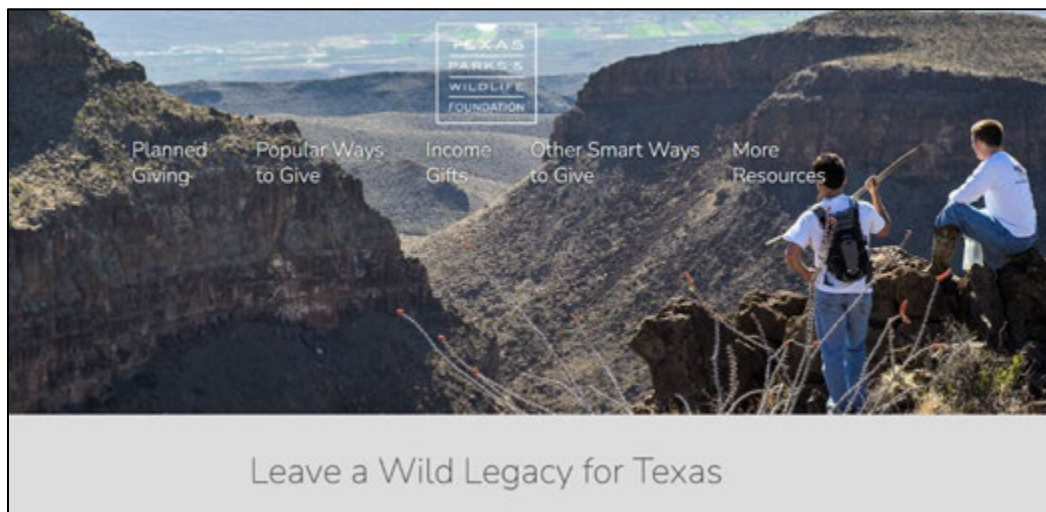 TEXAS
PARKS &
WILDLIFE
FOUNDATION
Planned Giving
Popular Ways to Give
Income Gifts
Other Smart Ways to Give
More Resources
Leave a Wild Legacy for Texas